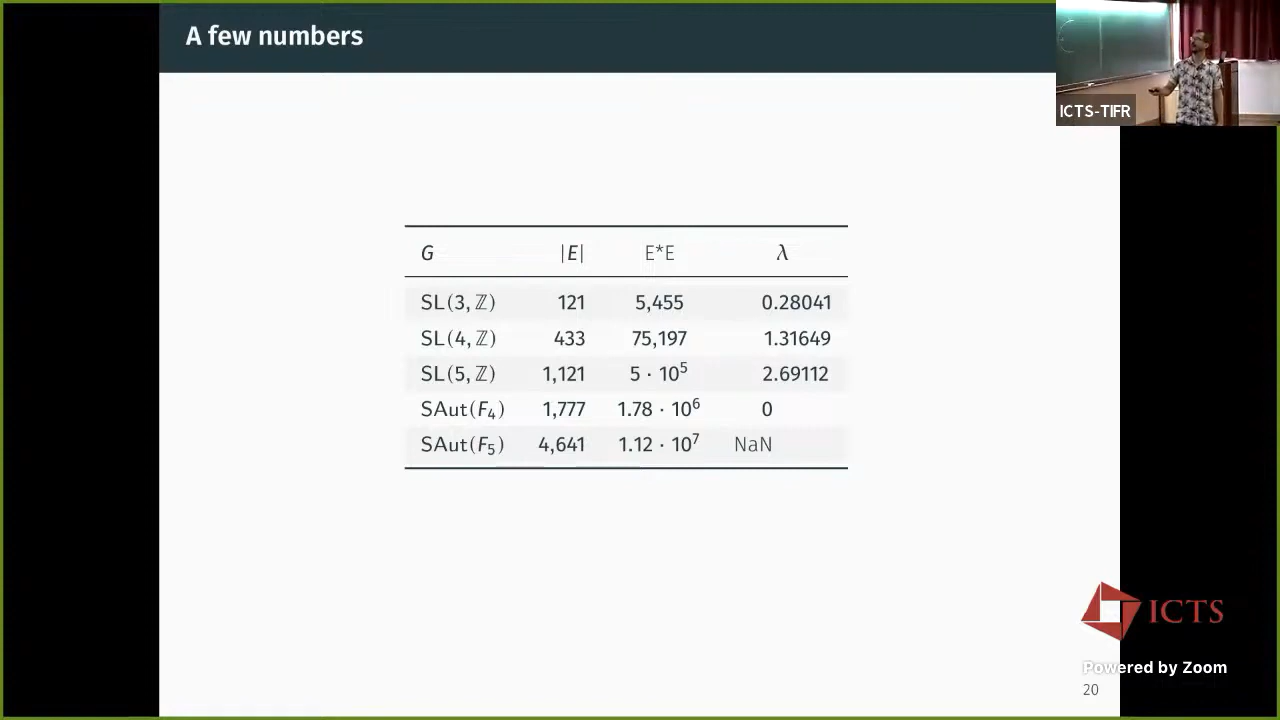 A few numbers
ICTS-TIFR
G |E| E*E λ
SL(3, ℤ) 121 5,455 0.28041
SL(4, ℤ) 433 75,197 1.31649
SL(5, ℤ) 1,121 5 · 10⁵ 2.69112
SAut(F₄) 1,777 1.78 · 10⁶ 0
SAut(F₅) 4,641 1.12 · 10⁷ NaN
ICTS
Powered by Zoom
20